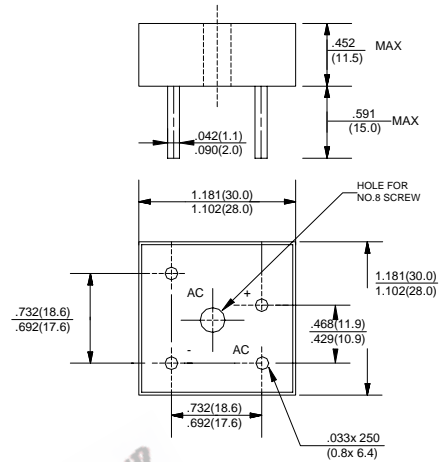 .452 MAX
(11.5)
.591 MAX
(15.0)
.042(1.1)
.090(2.0)
1.181(30.0)
1.102(28.0)
HOLE FOR
NO.8 SCREW
AC
+
.732(18.6)
.692(17.6)
1.181(30.0)
1.102(28.0)
.468(11.9)
.429(10.9)
- AC
.732(18.6)
.692(17.6)
.033x 250
(0.8x 6.4)